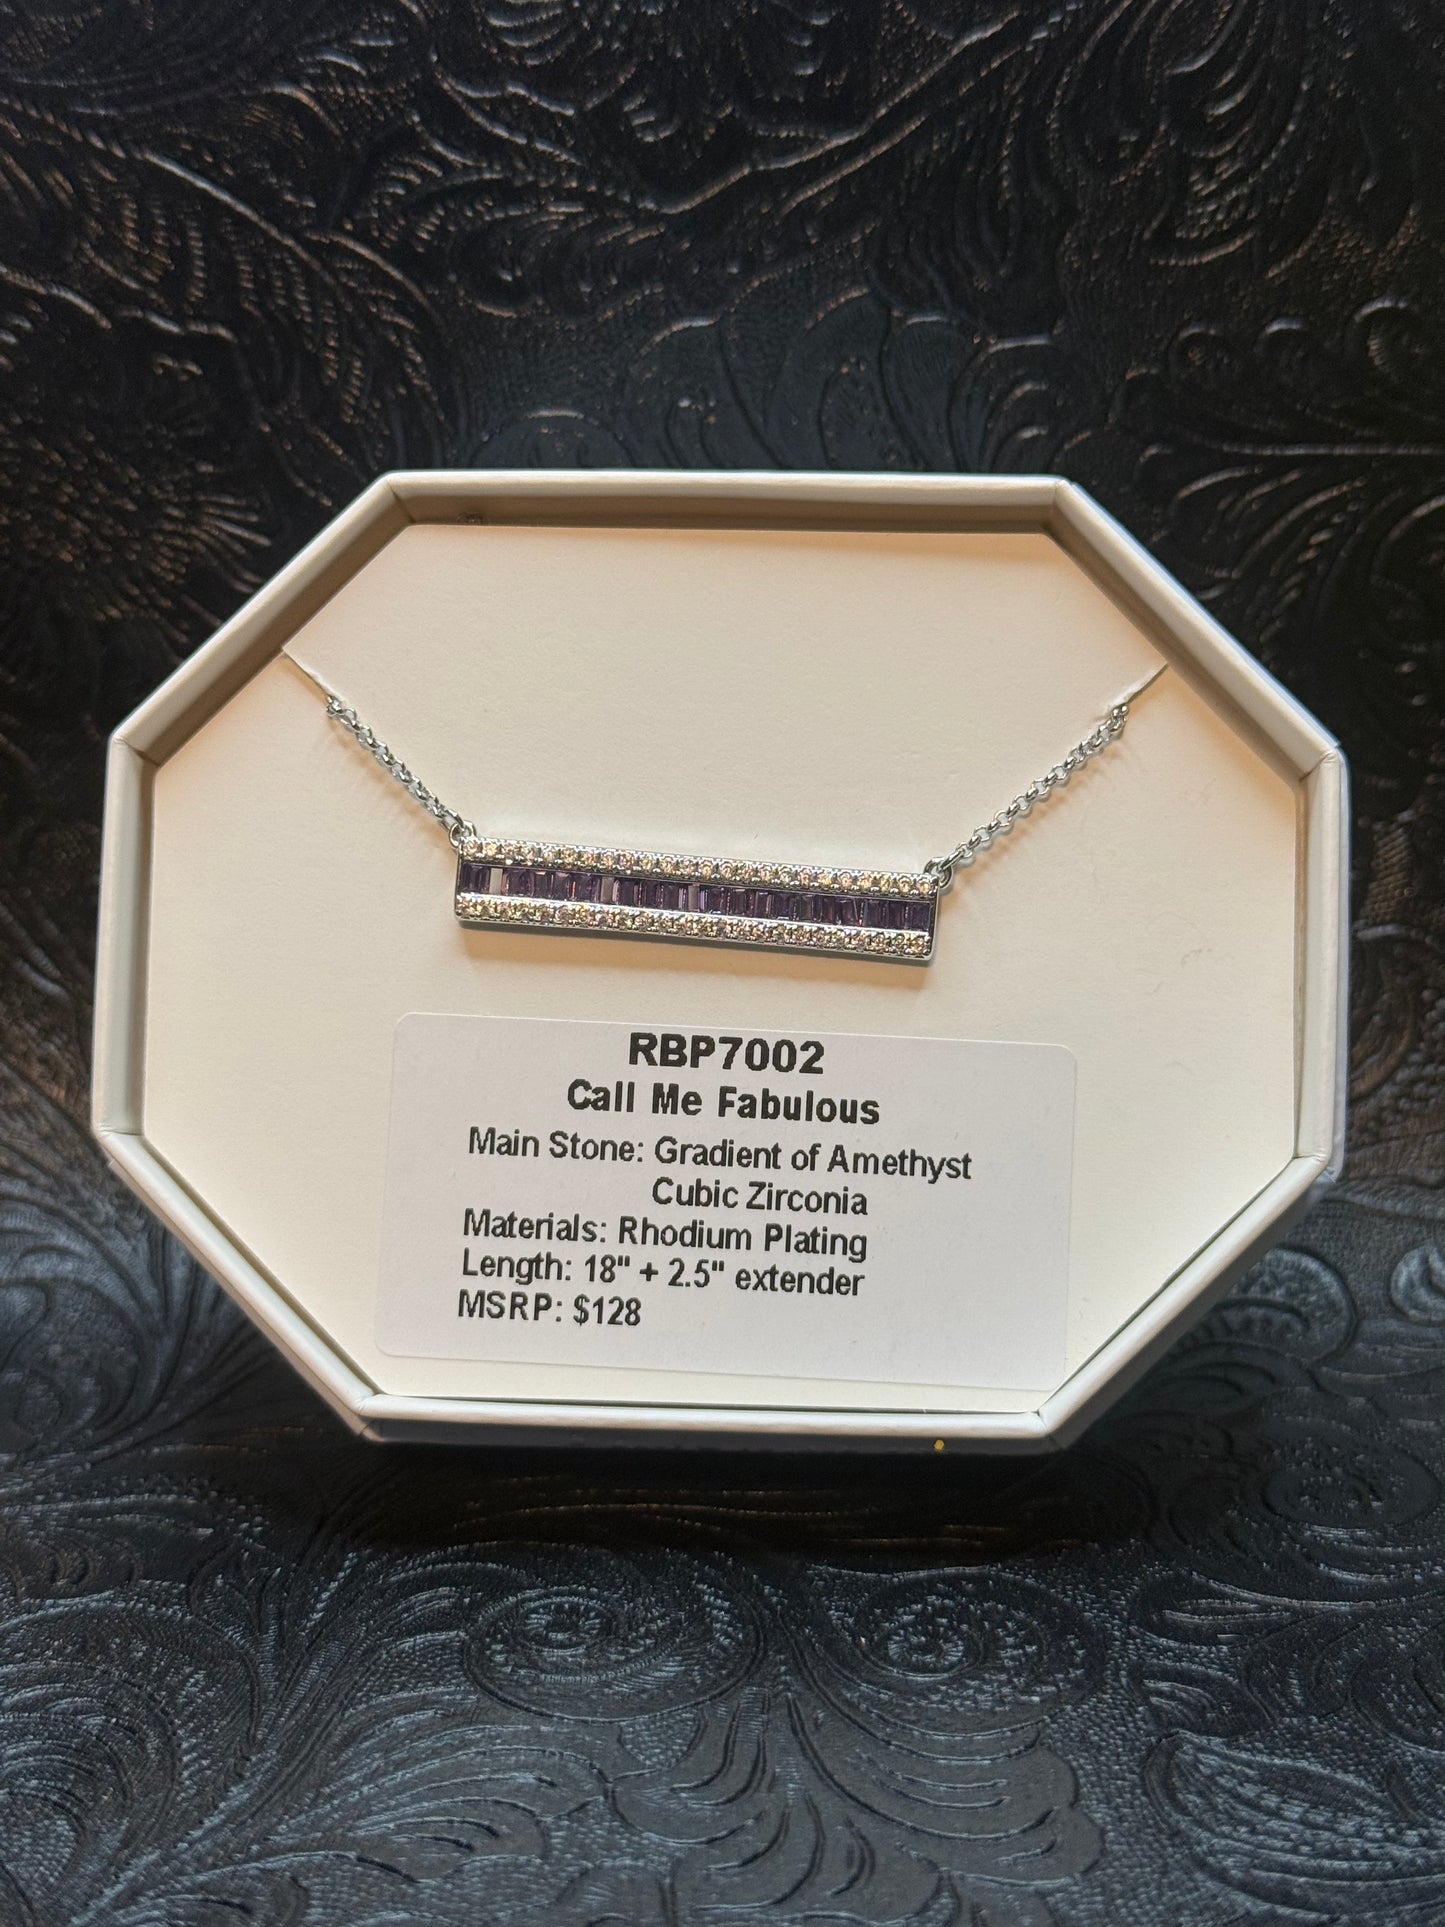 RBP7002
Call Me Fabulous
Main Stone: Gradient of Amethyst
Cubic Zirconia
Materials: Rhodium Plating
Length: 18" + 2.5" extender
MSRP: $128